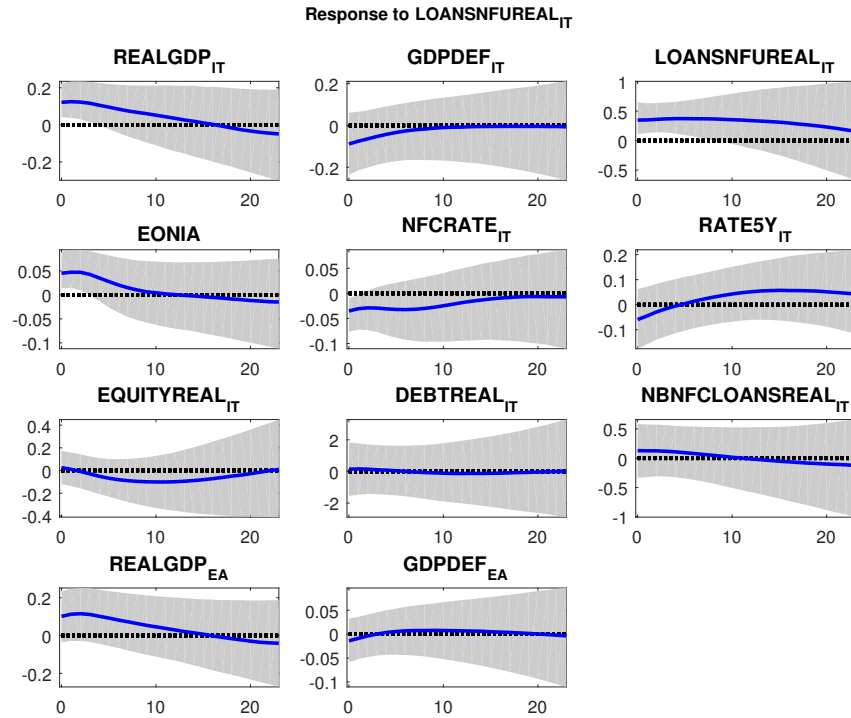 Response to LOANSNFUREAL_IT
REALGDP_IT GDPDEF_IT LOANSNFUREAL_IT
0.2 0 -0.2 0 10 20
0.2 0 -0.2 0 10 20
1 0.5 0 -0.5 0 10 20
EONIA NFCRATE_IT RATE5Y_IT
0.05 0 -0.05 -0.1 0 10 20
0.05 0 -0.05 -0.1 0 10 20
0.2 0.1 0 -0.1 0 10 20
EQUITYREAL_IT DEBTREAL_IT NBNFCLOANSREAL_IT
0.4 0.2 0 -0.2 -0.4 0 10 20
2 0 -2 0 10 20
0.5 0 -0.5 -1 0 10 20
REALGDP_EA GDPDEF_EA
0.2 0 -0.2 0 10 20
0.05 0 -0.05 -0.1 0 10 20